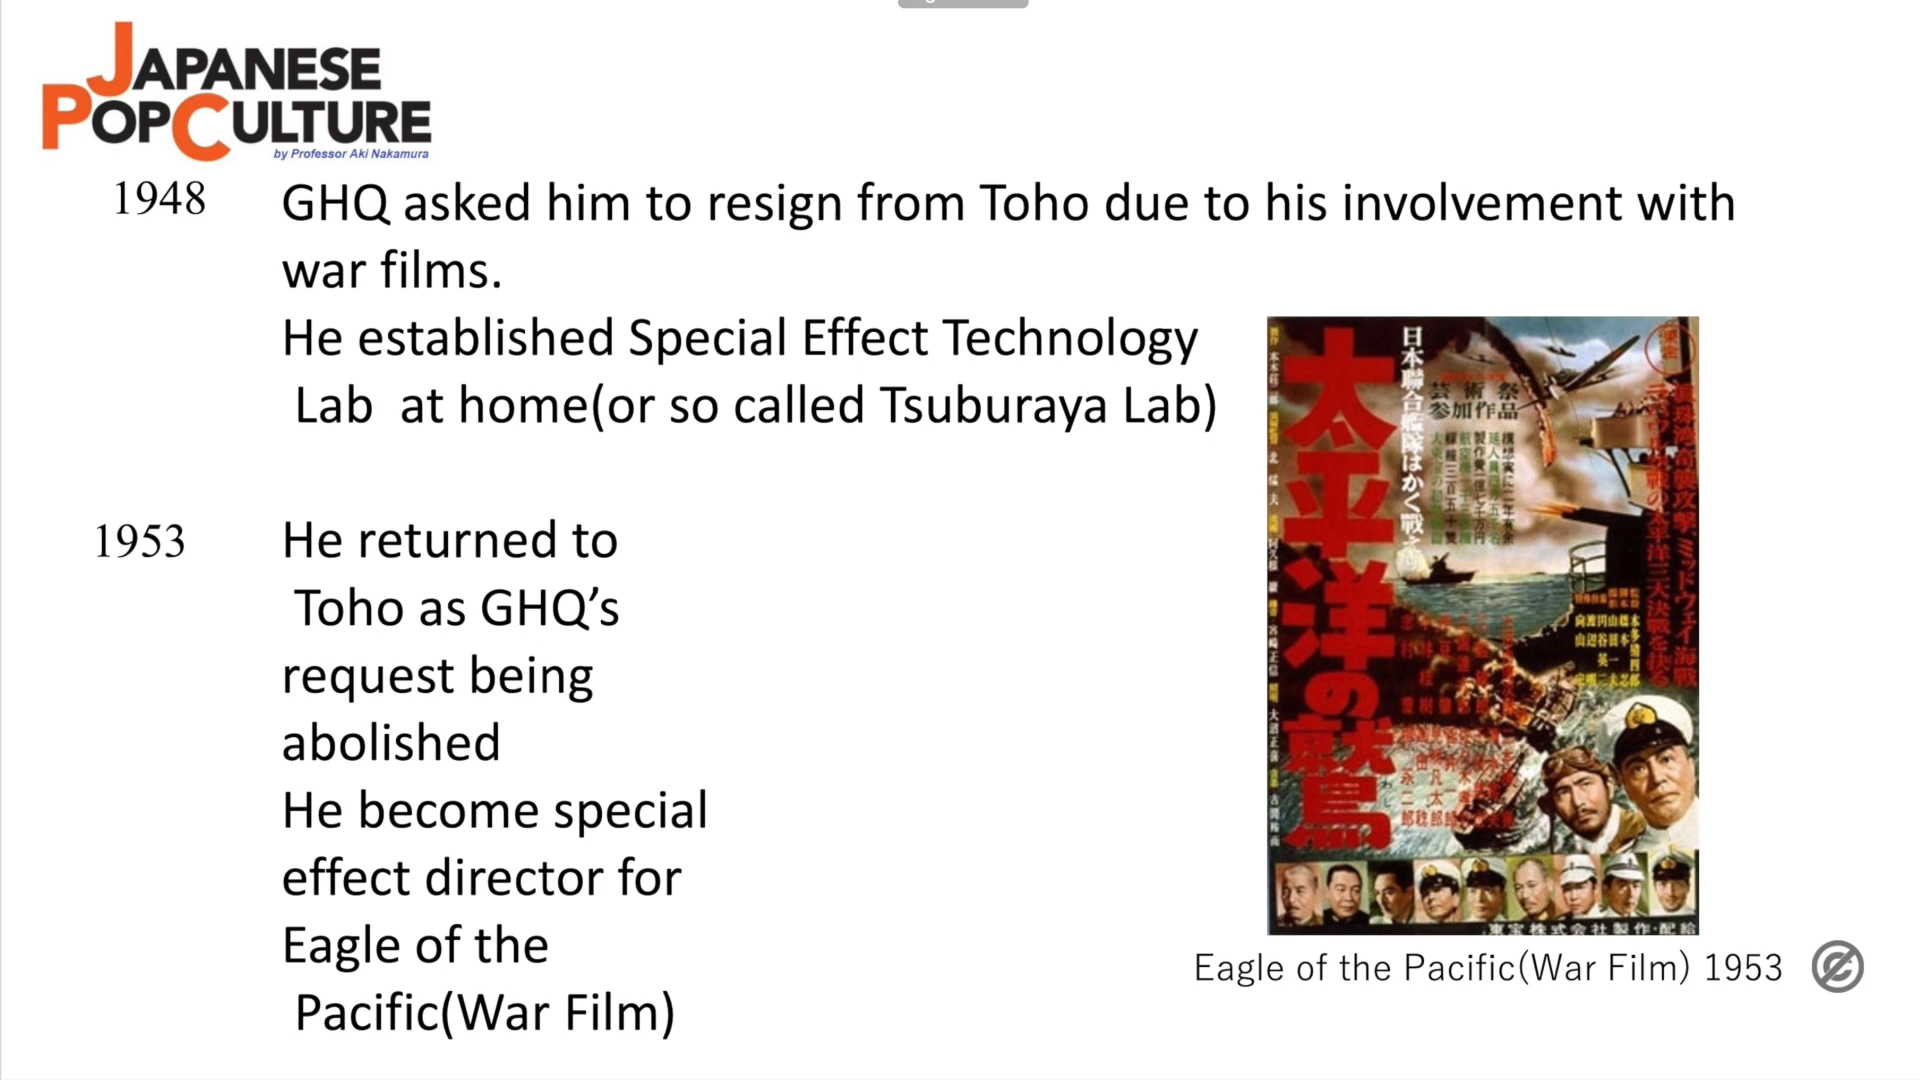 JAPANESE
POPCULTURE
by Professor Aki Nakamura
1948
GHQ asked him to resign from Toho due to his involvement with
war films.
He established Special Effect Technology
Lab at home(or so called Tsuburaya Lab)
1953
He returned to
Toho as GHQ’s
request being
abolished
He become special
effect director for
Eagle of the
Pacific(War Film)
太平洋の鷲
日本聯合艦隊はかく戰
芸術祭
参加作品
東宝株式会社製作・配給
Eagle of the Pacific(War Film) 1953